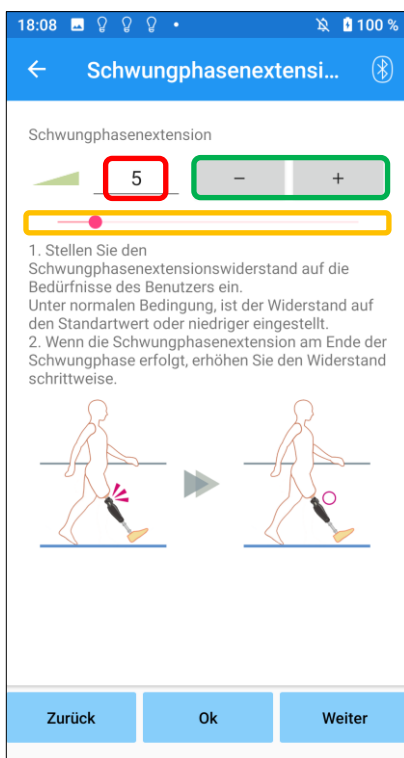 18:08 100 %
Schwungphasenextensi...
Schwungphasenextension
5 − +
1. Stellen Sie den
Schwungphasenextensionswiderstand auf die
Bedürfnisse des Benutzers ein.
Unter normalen Bedingung, ist der Widerstand auf
den Standartwert oder niedriger eingestellt.
2. Wenn die Schwungphasenextension am Ende der
Schwungphase erfolgt, erhöhen Sie den Widerstand
schrittweise.
Zurück Ok Weiter